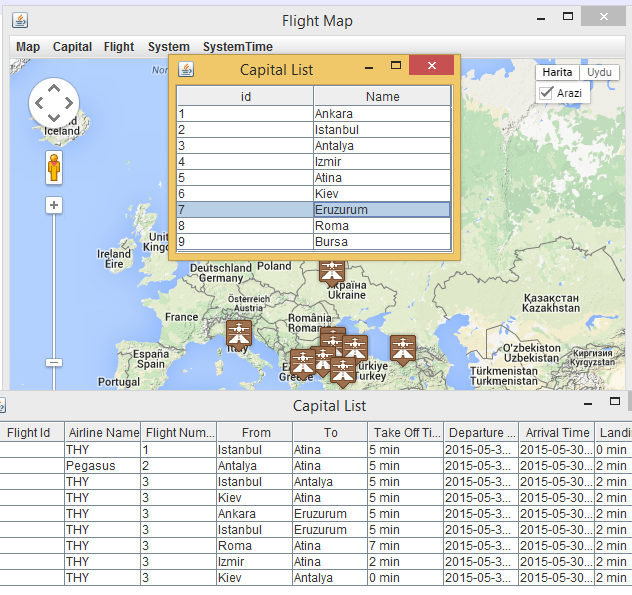 Flight Map
Map Capital Flight System SystemTime
Capital List
id Name
1 Ankara
2 Istanbul
3 Antalya
4 Izmir
5 Atina
6 Kiev
7 Eruzurum
8 Roma
9 Bursa
Harita Uydu
Arazi
Iceland
Ireland
Éire
Deutschland
Germany
Poland
Україна
Ukraine
Österreich
Austria
France
România
Romania
Italy
España
Spain
Portugal
Greece
Türkiye
Turkey
Қазақстан
Kazakhstan
O'zbekiston
Uzbekistan
Киргизия
Kyrgyzstan
Türkmenistan
Turkmenistan
Capital List
Flight Id Airline Name Flight Num... From To Take Off Ti... Departure ... Arrival Time Landi
THY 1 Istanbul Atina 5 min 2015-05-3... 2015-05-30... 0 min
Pegasus 2 Antalya Atina 5 min 2015-05-3... 2015-05-30... 2 min
THY 3 Istanbul Antalya 5 min 2015-05-3... 2015-05-30... 2 min
THY 3 Kiev Atina 5 min 2015-05-3... 2015-05-30... 2 min
THY 3 Ankara Eruzurum 5 min 2015-05-3... 2015-05-30... 2 min
THY 3 Istanbul Eruzurum 5 min 2015-05-3... 2015-05-30... 2 min
THY 3 Roma Atina 7 min 2015-05-3... 2015-05-30... 2 min
THY 3 Izmir Atina 2 min 2015-05-3... 2015-05-30... 2 min
THY 3 Kiev Antalya 0 min 2015-05-3... 2015-05-30... 2 min